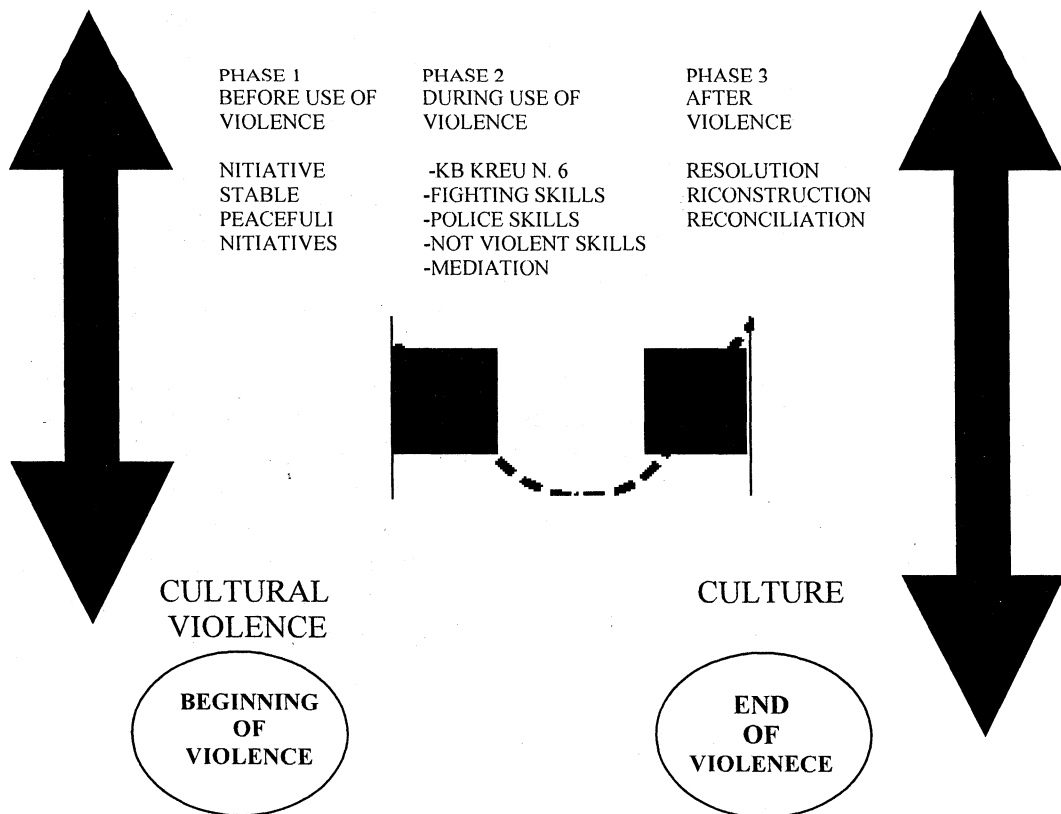 PHASE 1
BEFORE USE OF
VIOLENCE
NITIATIVE
STABLE
PEACEFULI
NITIATIVES
PHASE 2
DURING USE OF
VIOLENCE
-KB KREU N. 6
-FIGHTING SKILLS
-POLICE SKILLS
-NOT VIOLENT SKILLS
-MEDIATION
PHASE 3
AFTER
VIOLENCE
RESOLUTION
RICONSTRUCTION
RECONCILIATION
CULTURAL
VIOLENCE
CULTURE
BEGINNING
OF
VIOLENCE
END
OF
VIOLENECE